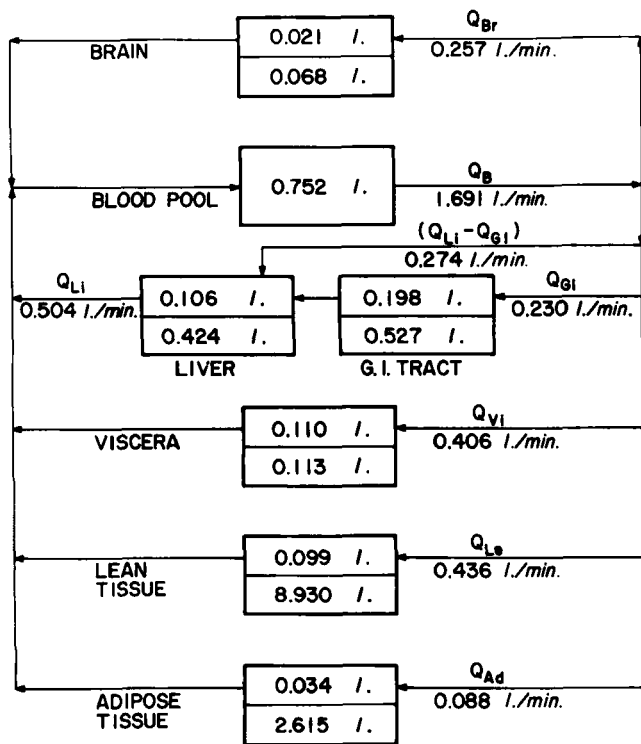 Q_Br
0.021 l.
BRAIN
0.257 l./min.
0.068 l.
Q_B
0.752 l.
BLOOD POOL
1.691 l./min.
(Q_Li-Q_GI)
0.274 l./min.
Q_Li
Q_GI
0.106 l.
0.198 l.
0.504 l./min.
0.230 l./min.
0.424 l.
0.527 l.
LIVER
G.I. TRACT
Q_Vi
0.110 l.
VISCERA
0.406 l./min.
0.113 l.
Q_Le
0.099 l.
LEAN
TISSUE
0.436 l./min.
8.930 l.
Q_Ad
0.034 l.
ADIPOSE
TISSUE
0.088 l./min.
2.615 l.